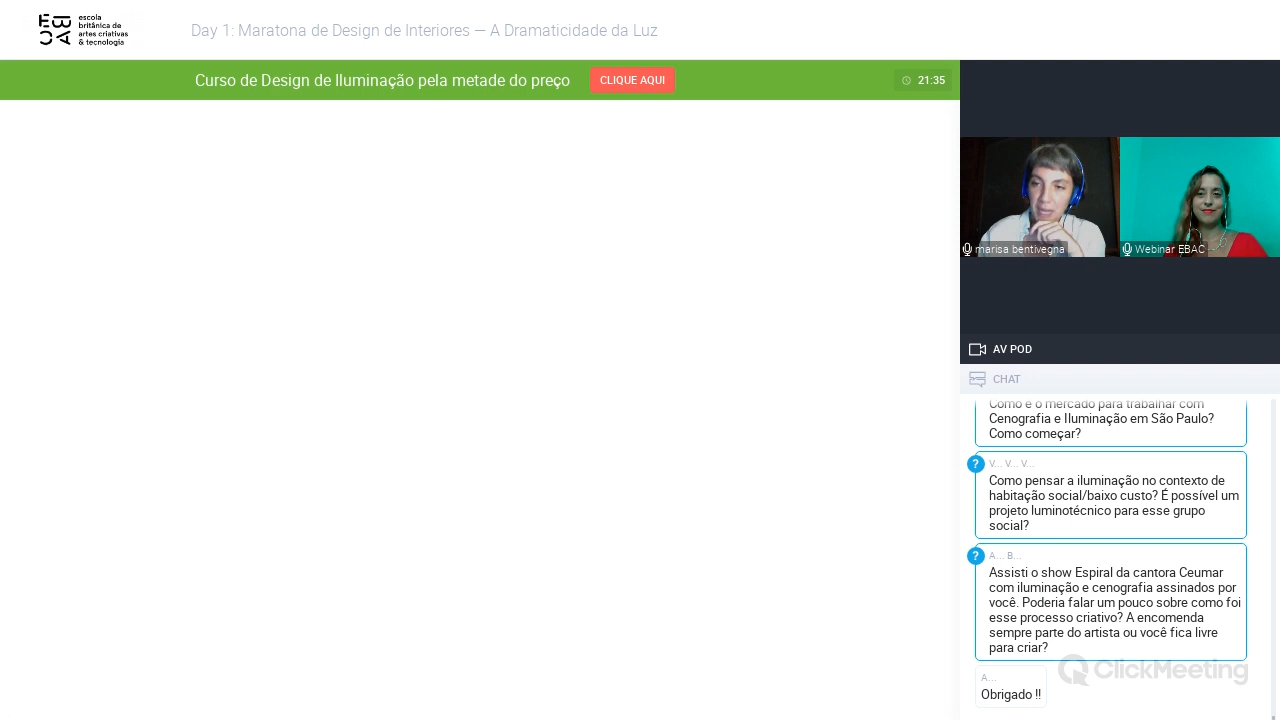 EBAC
escola
britânica de
artes criativas
& tecnologia
Day 1: Maratona de Design de Interiores — A Dramaticidade da Luz
Curso de Design de Iluminação pela metade do preço
CLIQUE AQUI
21:35
marisa bentivegna
Webinar EBAC
AV POD
CHAT
Como é o mercado para trabalhar com
Cenografia e Iluminação em São Paulo?
Como começar?
?
V... V... V...
Como pensar a iluminação no contexto de
habitação social/baixo custo? É possível um
projeto luminotécnico para esse grupo
social?
?
A... B...
Assisti o show Espiral da cantora Ceumar
com iluminação e cenografia assinados por
você. Poderia falar um pouco sobre como foi
esse processo criativo? A encomenda
sempre parte do artista ou você fica livre
para criar?
ClickMeeting
A...
Obrigado !!